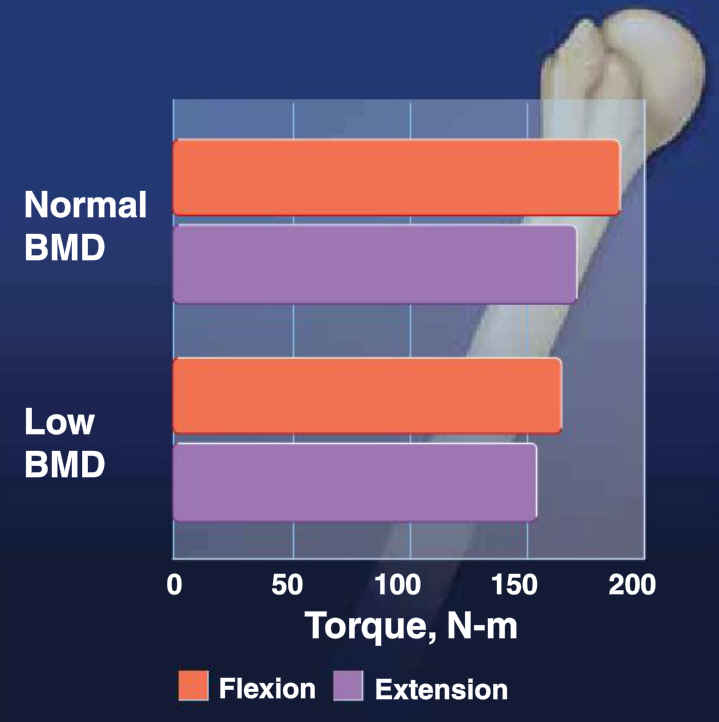 Normal
BMD
Low
BMD
0 50 100 150 200
Torque, N-m
Flexion Extension